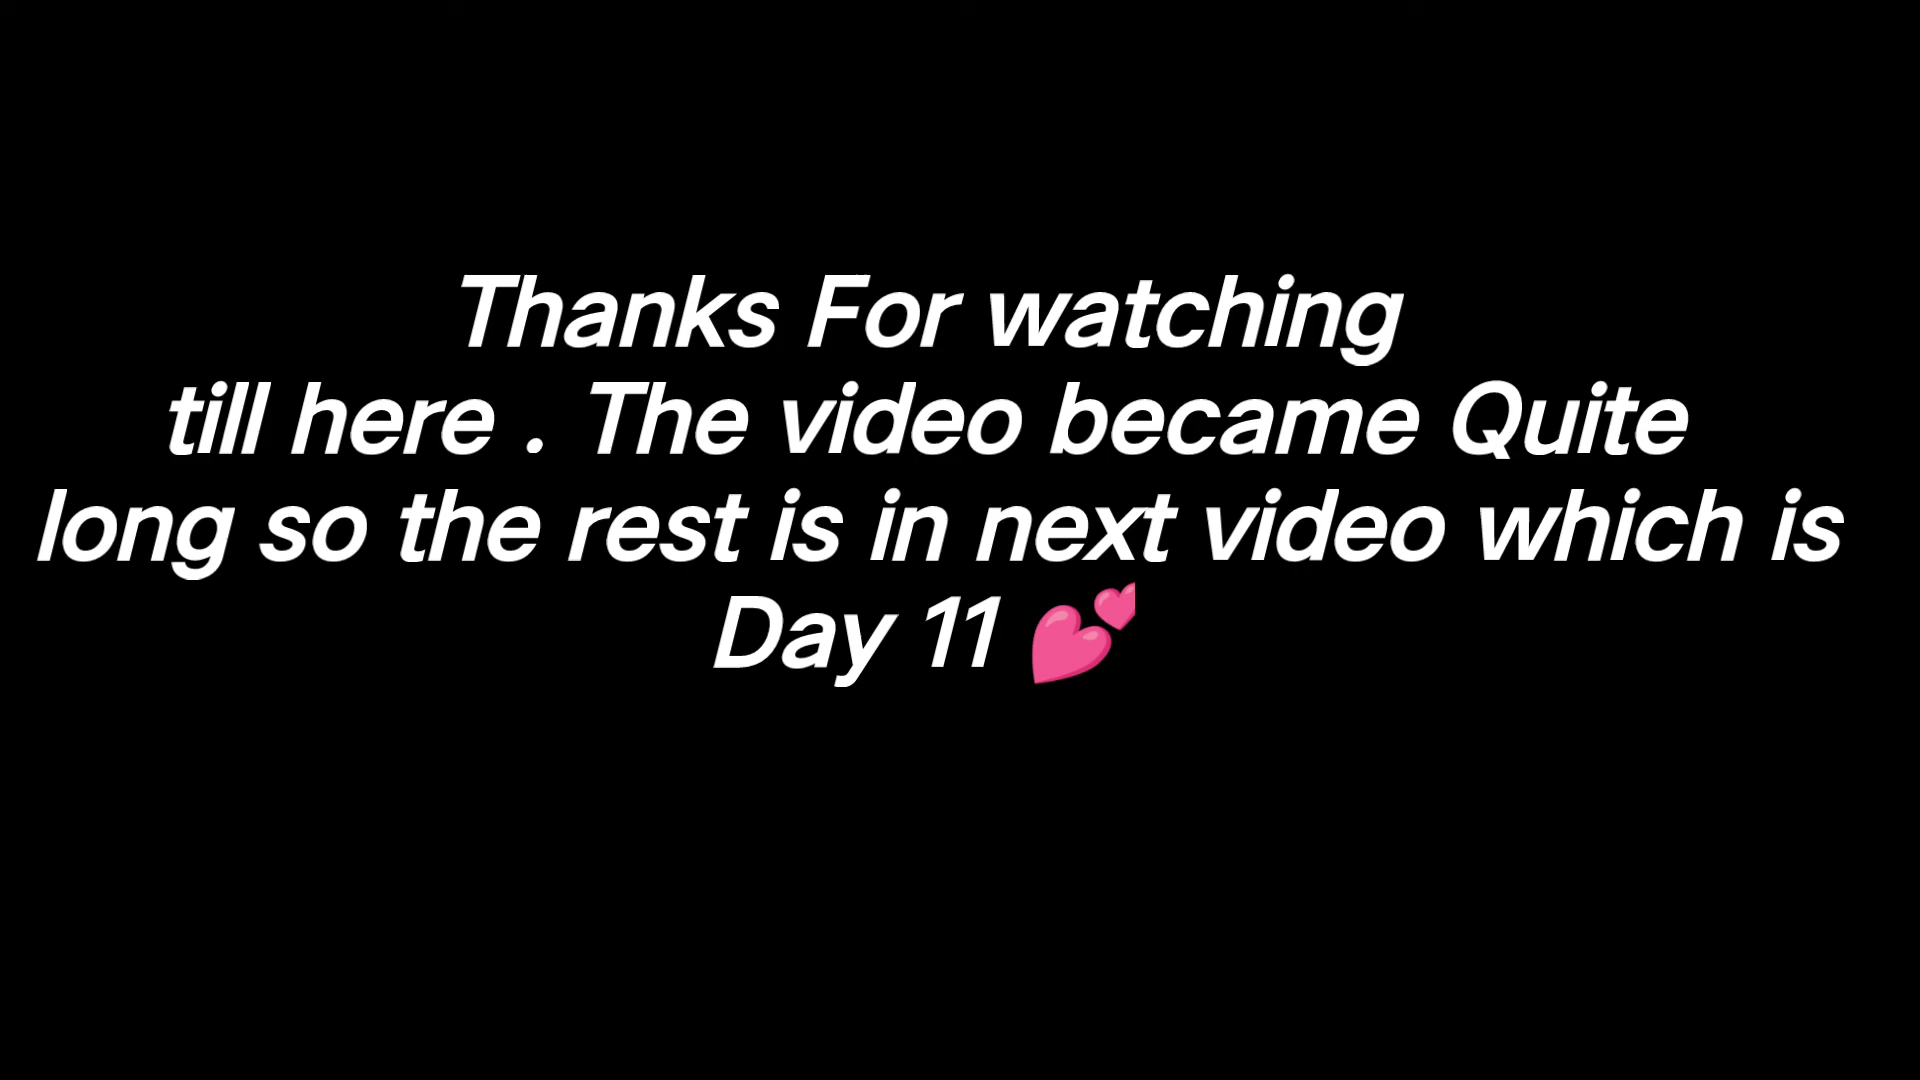 Thanks For watching
till here . The video became Quite
long so the rest is in next video which is
Day 11 💕